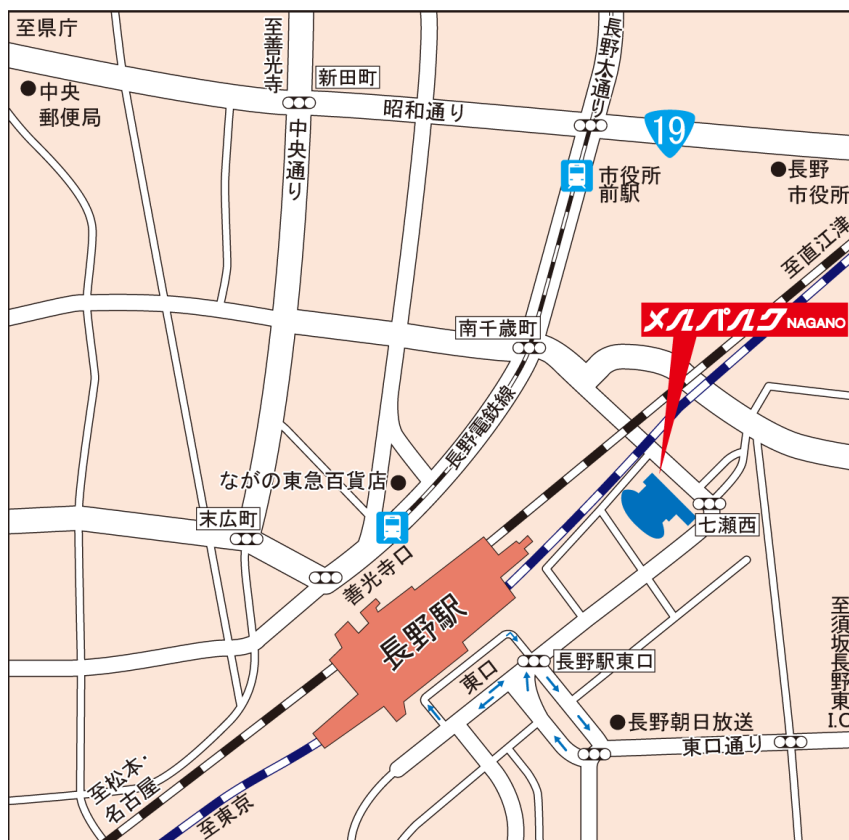 至県庁
至善光寺
長野大通り
新田町
中央
郵便局
昭和通り
19
中央通り
市役所
前駅
長野
市役所
至直江津
南千歳町
メルパルク NAGANO
長野電鉄線
ながの東急百貨店
末広町
七瀬西
善光寺口
長野駅
至須坂長野東I.C
東口
長野駅東口
長野朝日放送
東口通り
至松本・
名古屋
至東京